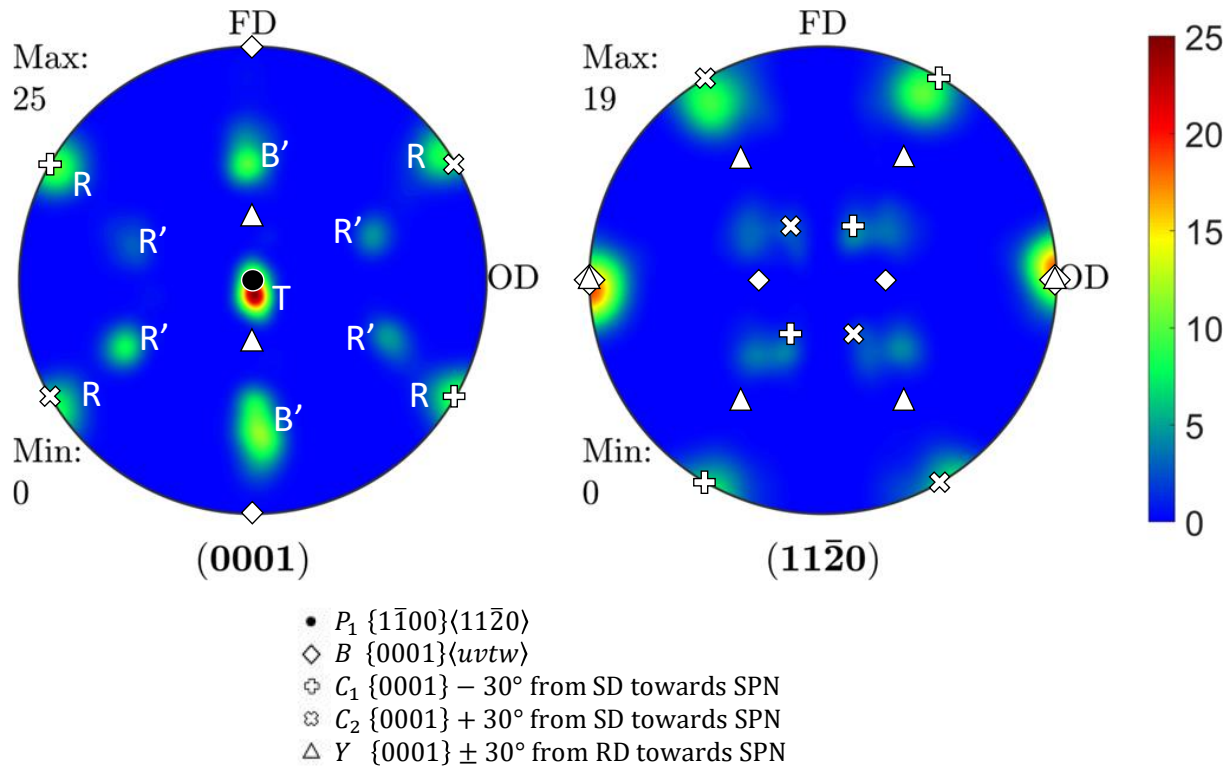 FD FD
Max: Max:
25 19
25
20
15
10
5
0
B’
R R
R’ R’
OD OD
T
R’ R’
R R
B’
Min: Min:
0 0
(0001) (112̅0)
P₁ {11̅00}⟨112̅0⟩
B {0001}⟨uvtw⟩
C₁ {0001} − 30° from SD towards SPN
C₂ {0001} + 30° from SD towards SPN
Y {0001} ± 30° from RD towards SPN